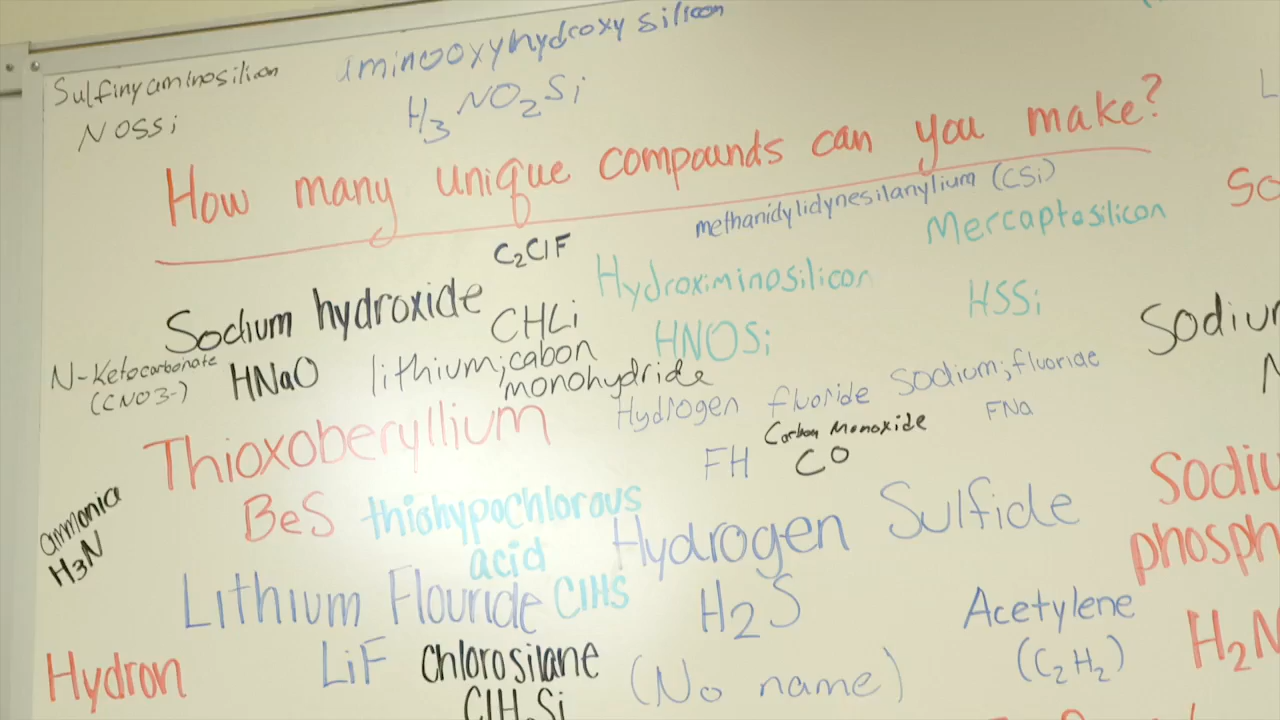 Sulfinyaminosilion
NOSSi
iminooxyhydroxy silicon
H3NO2Si
How many unique compounds can you make?
methanidylidynesilanylium (CSi)
Mercaptosilicon
HSSi
C2ClF
Hydroximinosilicon
HNOSi
Sodium hydroxide
HNaO
CHLi
lithium;cabon
monohydride
N-Ketocarbonate
(CNO3-)
Hydrogen fluoride
FH
Sodium;fluoride
FNa
Carbon Monoxide
CO
Thioxoberyllium
BeS
thiohypochlorous
acid
ClHS
Hydrogen Sulfide
H2S
ammonia
H3N
Lithium Flouride
LiF
Acetylene
(C2H2)
Hydron
Chlorosilane
(No name)